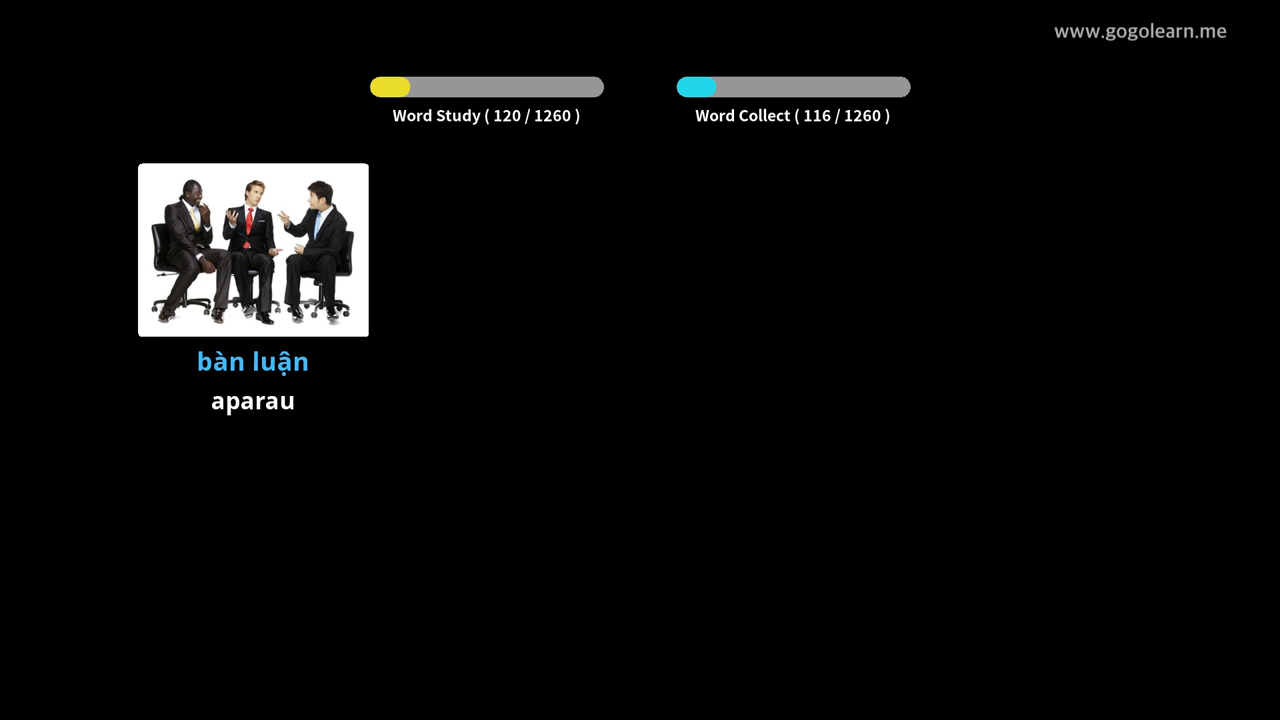 www.gogolearn.me
Word Study ( 120 / 1260 )
Word Collect ( 116 / 1260 )
bàn luận
aparau